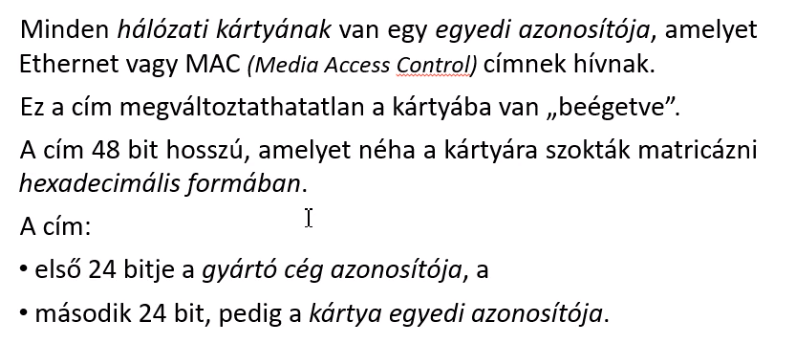 Minden hálózati kártyának van egy egyedi azonosítója, amelyet
Ethernet vagy MAC (Media Access Control) címnek hívnak.
Ez a cím megváltoztathatatlan a kártyába van „beégetve”.
A cím 48 bit hosszú, amelyet néha a kártyára szokták matricázni
hexadecimális formában.
A cím:
• első 24 bitje a gyártó cég azonosítója, a
• második 24 bit, pedig a kártya egyedi azonosítója.